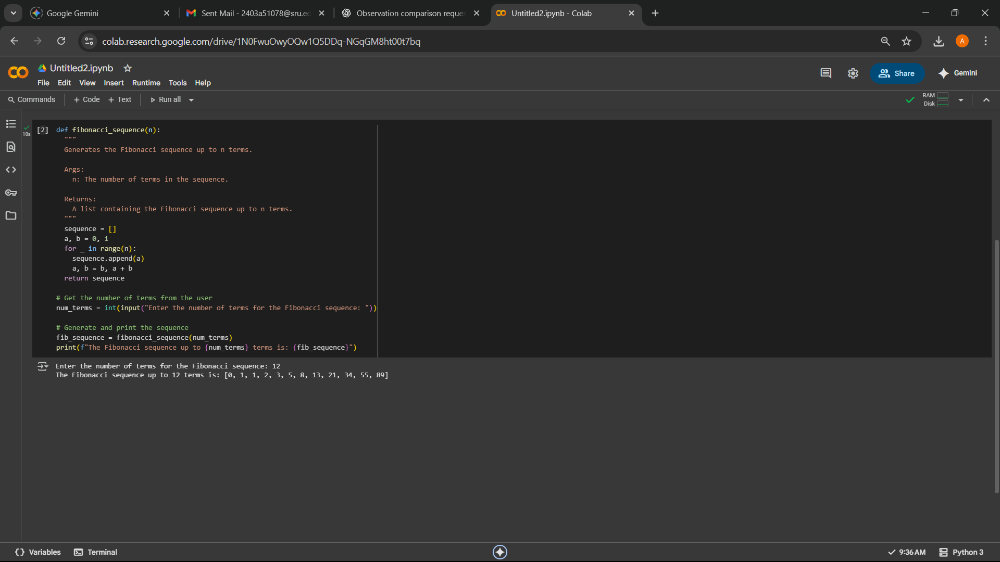 Google Gemini
Sent Mail - 2403a51078@sru.e
Observation comparison reque
Untitled2.ipynb - Colab
colab.research.google.com/drive/1N0FwuOwyOQw1Q5DDq-NGqGM8ht00t7bq
A
Untitled2.ipynb
File Edit View Insert Runtime Tools Help
Share
Gemini
Commands + Code + Text Run all
RAM
Disk
10s
[2] def fibonacci_sequence(n):
"""
Generates the Fibonacci sequence up to n terms.
Args:
n: The number of terms in the sequence.
Returns:
A list containing the Fibonacci sequence up to n terms.
"""
sequence = []
a, b = 0, 1
for _ in range(n):
sequence.append(a)
a, b = b, a + b
return sequence
# Get the number of terms from the user
num_terms = int(input("Enter the number of terms for the Fibonacci sequence: "))
# Generate and print the sequence
fib_sequence = fibonacci_sequence(num_terms)
print(f"The Fibonacci sequence up to {num_terms} terms is: {fib_sequence}")
Enter the number of terms for the Fibonacci sequence: 12
The Fibonacci sequence up to 12 terms is: [0, 1, 1, 2, 3, 5, 8, 13, 21, 34, 55, 89]
{} Variables Terminal
9:36 AM Python 3